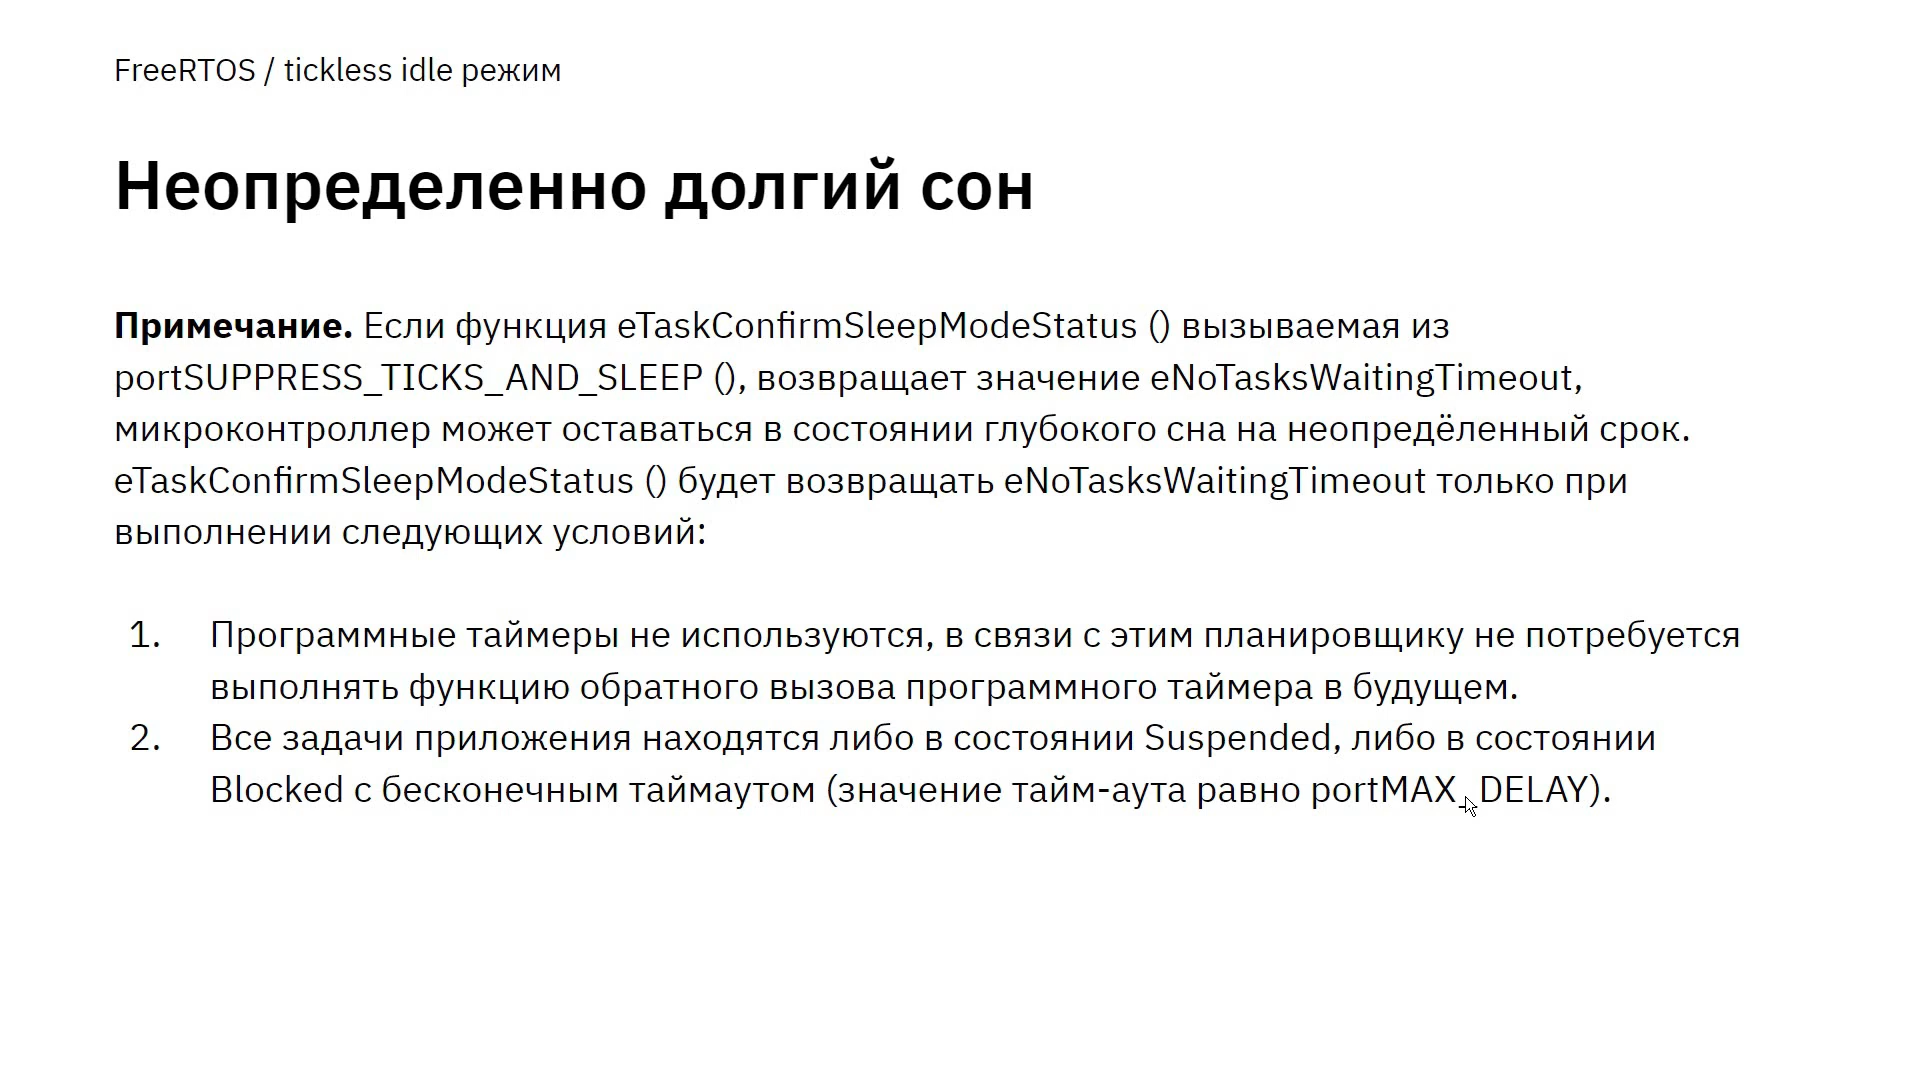 FreeRTOS / tickless idle режим
Неопределенно долгий сон
Примечание. Если функция eTaskConfirmSleepModeStatus () вызываемая из
portSUPPRESS_TICKS_AND_SLEEP (), возвращает значение eNoTasksWaitingTimeout,
микроконтроллер может оставаться в состоянии глубокого сна на неопредёленный срок.
eTaskConfirmSleepModeStatus () будет возвращать eNoTasksWaitingTimeout только при
выполнении следующих условий:
1. Программные таймеры не используются, в связи с этим планировщику не потребуется
выполнять функцию обратного вызова программного таймера в будущем.
2. Все задачи приложения находятся либо в состоянии Suspended, либо в состоянии
Blocked с бесконечным таймаутом (значение тайм-аута равно portMAX_DELAY).